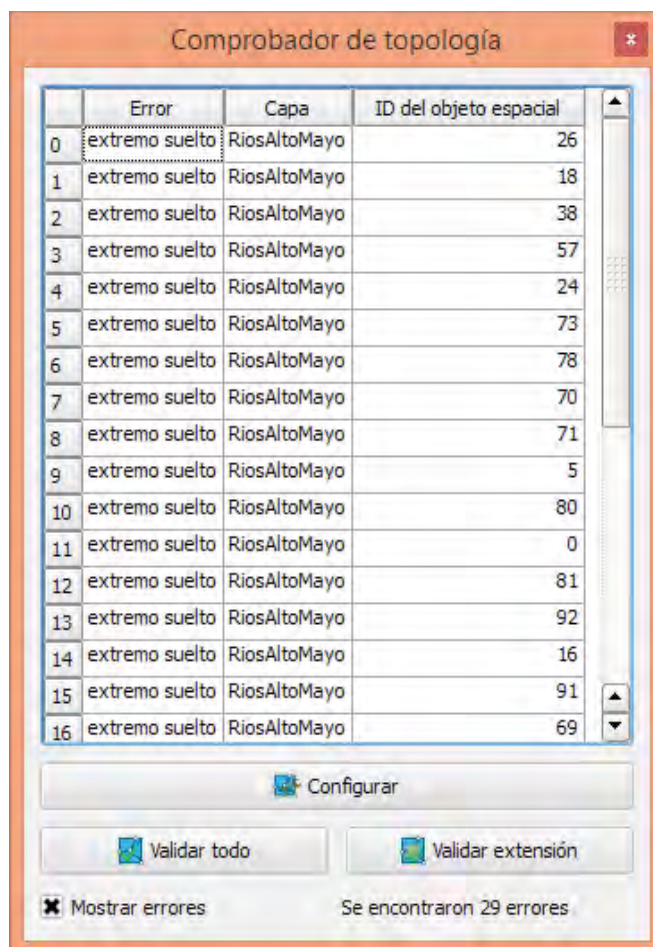 Comprobador de topología
Error Capa ID del objeto espacial
0 extremo suelto RiosAltoMayo 26
1 extremo suelto RiosAltoMayo 18
2 extremo suelto RiosAltoMayo 38
3 extremo suelto RiosAltoMayo 57
4 extremo suelto RiosAltoMayo 24
5 extremo suelto RiosAltoMayo 73
6 extremo suelto RiosAltoMayo 78
7 extremo suelto RiosAltoMayo 70
8 extremo suelto RiosAltoMayo 71
9 extremo suelto RiosAltoMayo 5
10 extremo suelto RiosAltoMayo 80
11 extremo suelto RiosAltoMayo 0
12 extremo suelto RiosAltoMayo 81
13 extremo suelto RiosAltoMayo 92
14 extremo suelto RiosAltoMayo 16
15 extremo suelto RiosAltoMayo 91
16 extremo suelto RiosAltoMayo 69
Configurar
Validar todo Validar extensión
Mostrar errores Se encontraron 29 errores